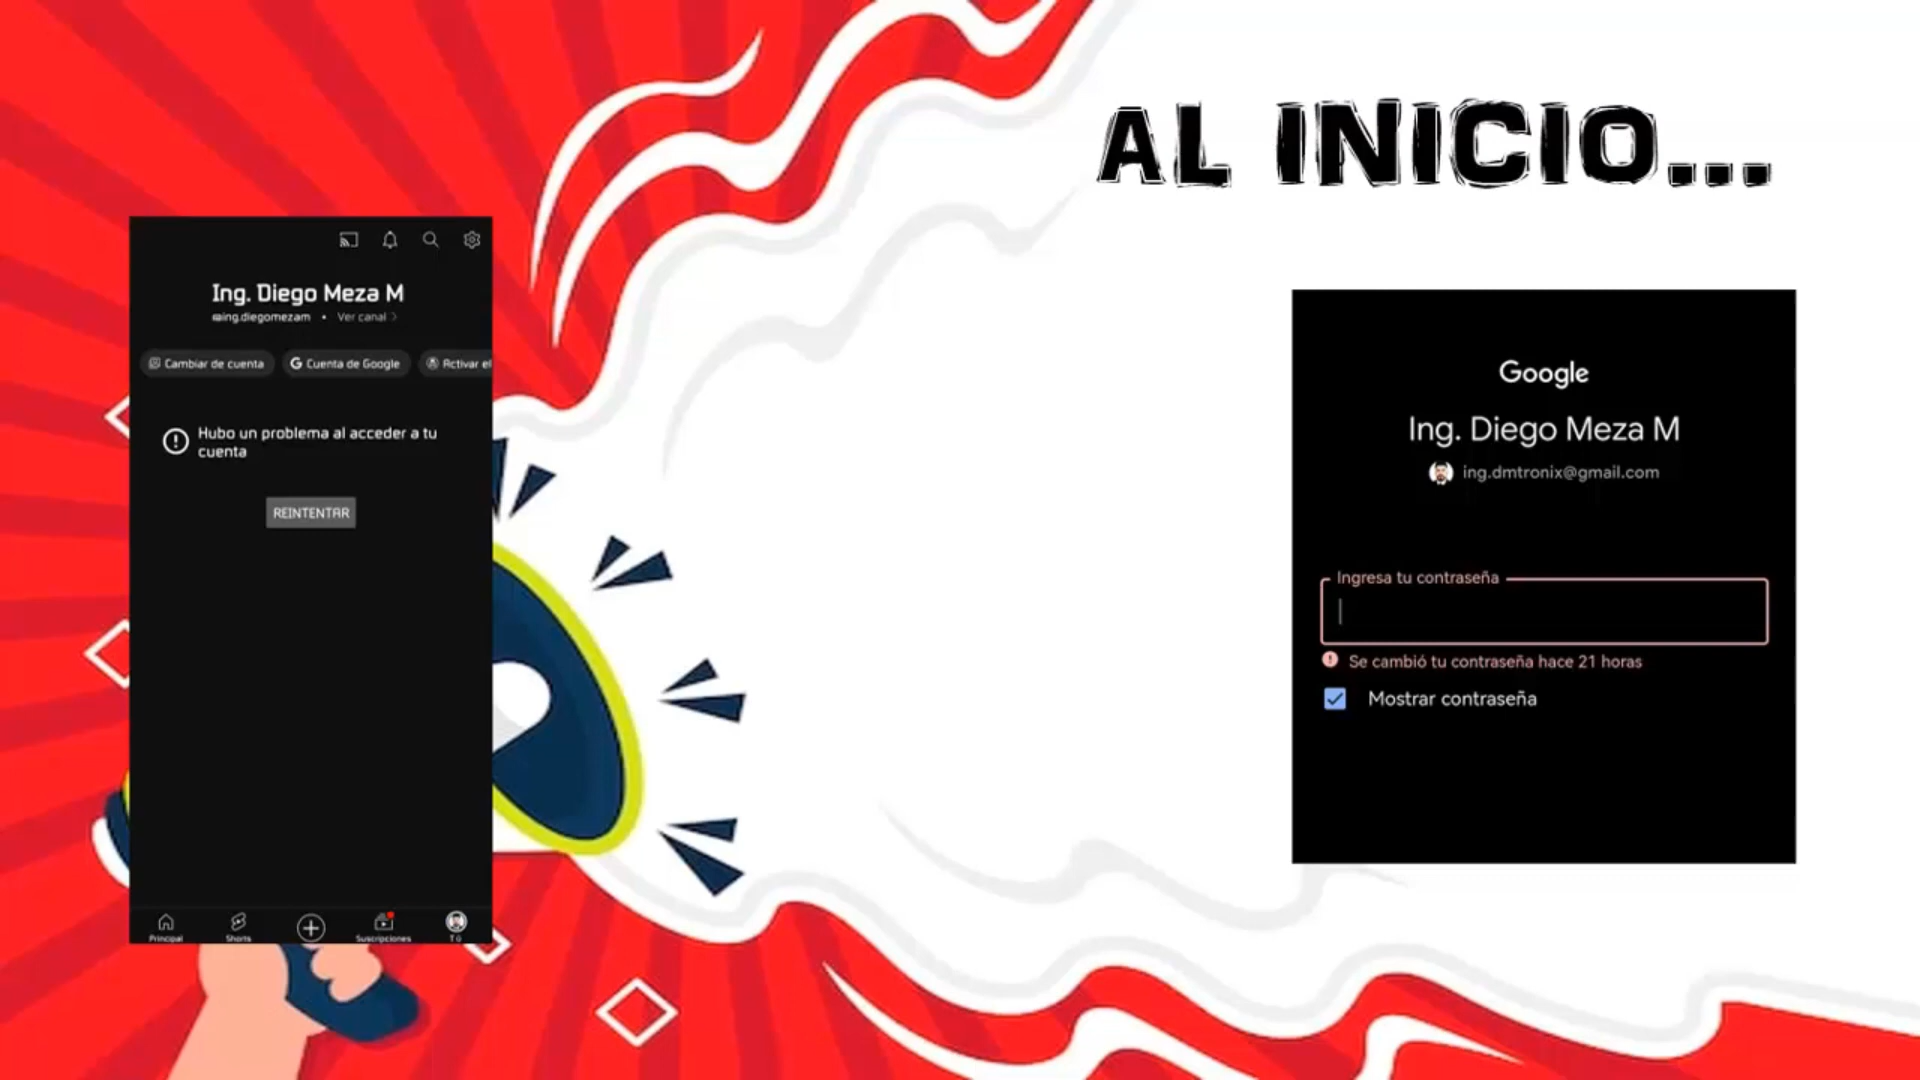 AL INICIO...
Ing. Diego Meza M
@ing.diegomezam • Ver canal >
Cambiar de cuenta
Cuenta de Google
Activar el
Hubo un problema al acceder a tu
cuenta
REINTENTAR
Principal
Shorts
Suscripciones
Google
Ing. Diego Meza M
ing.dmtronix@gmail.com
Ingresa tu contraseña
Se cambió tu contraseña hace 21 horas
Mostrar contraseña